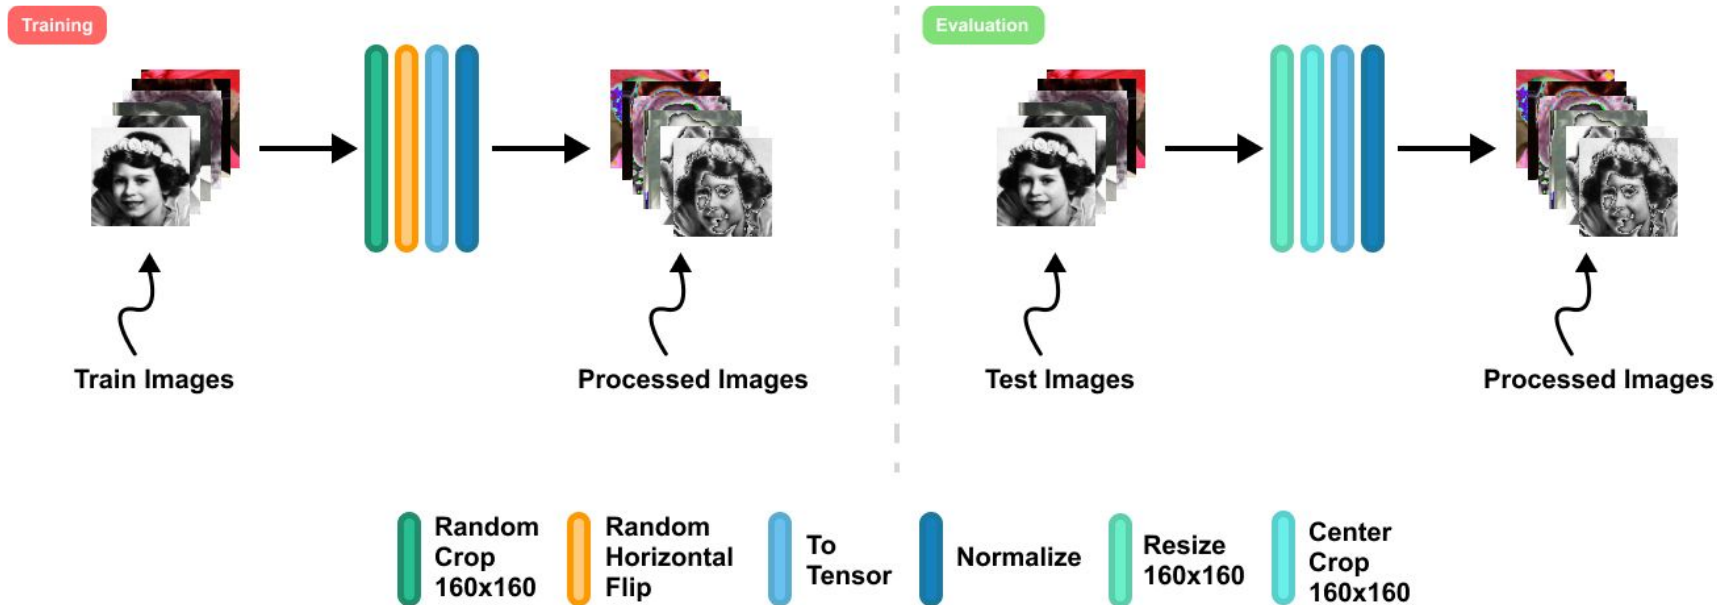 Training
Evaluation
Train Images
Processed Images
Test Images
Processed Images
Random
Crop
160x160
Random
Horizontal
Flip
To
Tensor
Normalize
Resize
160x160
Center
Crop
160x160